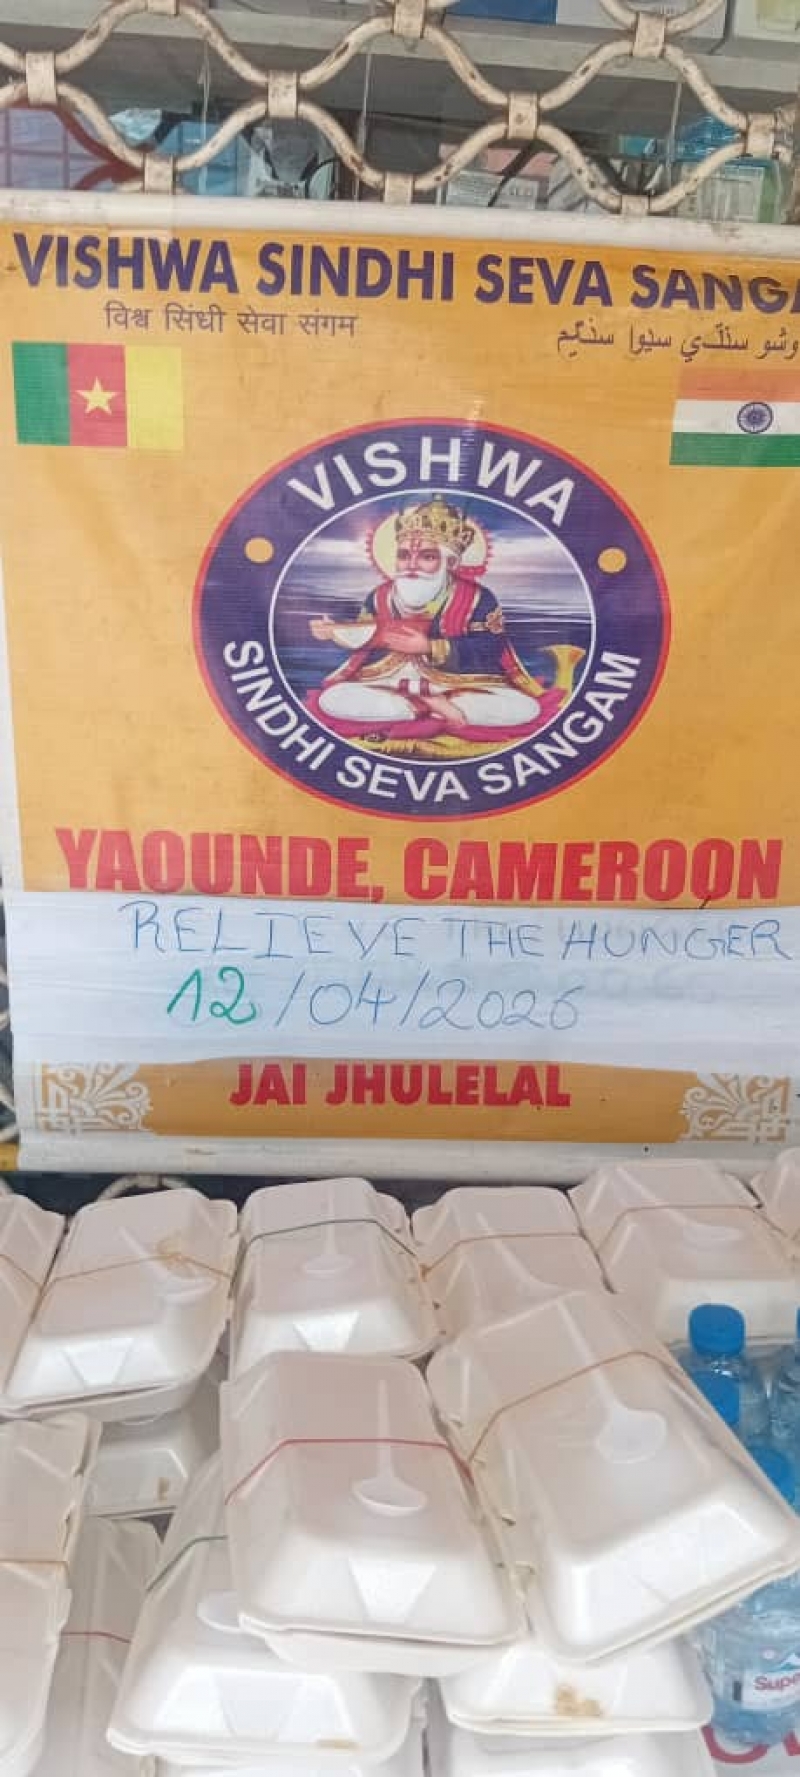 VISHWA SINDHI SEVA SANGA
विश्व सिंधी सेवा संगम
وشو سنڌي سيوا سنگم
VISHWA
SINDHI SEVA SANGAM
YAOUNDE, CAMEROON
RELIEVE THE HUNGER
12/04/2026
JAI JHULELAL
Supe